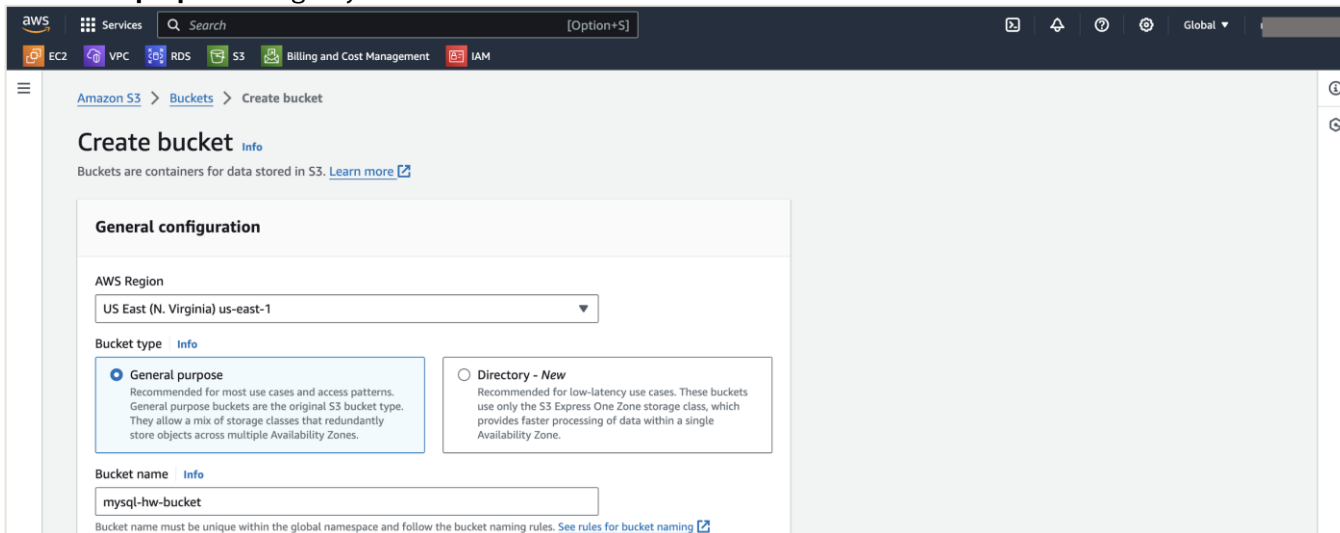 aws Services Search [Option+S] Global
EC2 VPC RDS S3 Billing and Cost Management IAM
Amazon S3 > Buckets > Create bucket
Create bucket Info
Buckets are containers for data stored in S3. Learn more
General configuration
AWS Region
US East (N. Virginia) us-east-1
Bucket type Info
General purpose
Recommended for most use cases and access patterns.
General purpose buckets are the original S3 bucket type.
They allow a mix of storage classes that redundantly
store objects across multiple Availability Zones.
Directory - New
Recommended for low-latency use cases. These buckets
use only the S3 Express One Zone storage class, which
provides faster processing of data within a single
Availability Zone.
Bucket name Info
mysql-hw-bucket
Bucket name must be unique within the global namespace and follow the bucket naming rules. See rules for bucket naming